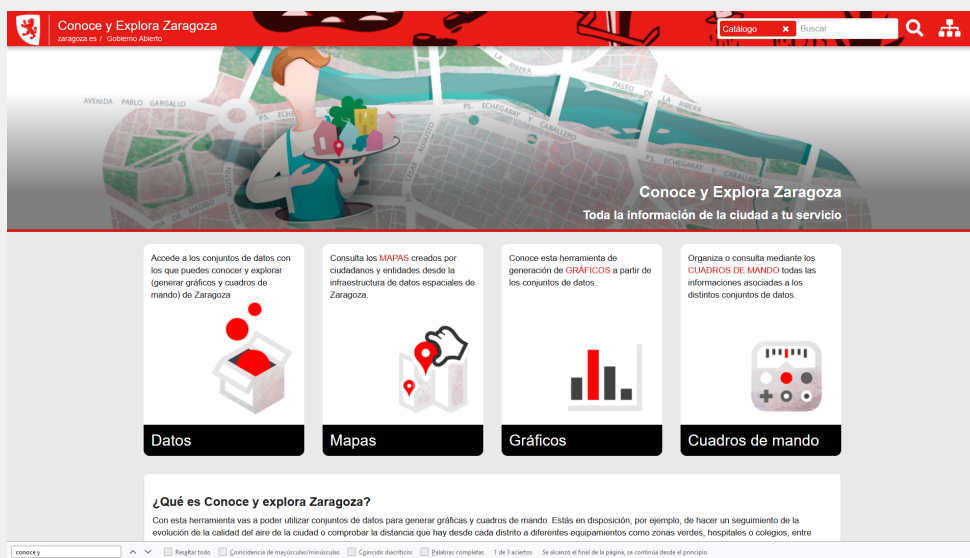 Conoce y Explora Zaragoza
zaragoza.es / Gobierno Abierto
Catálogo
Buscar
AVENIDA PABLO GARGALLO
LA RIBERA
PASEO DE LA RIBERA
PS. ECHEGARAY Y CABALLERO
PS. ECHEGARAY Y CABALLERO
Conoce y Explora Zaragoza
Toda la información de la ciudad a tu servicio
Accede a los conjuntos de datos con
los que puedes conocer y explorar
(generar gráficos y cuadros de
mando) de Zaragoza
Datos
Consulta los MAPAS creados por
ciudadanos y entidades desde la
infraestructura de datos espaciales de
Zaragoza.
Mapas
Conoce esta herramienta de
generación de GRÁFICOS a partir de
los conjuntos de datos.
Gráficos
Organiza o consulta mediante los
CUADROS DE MANDO todas las
informaciones asociadas a los
distintos conjuntos de datos.
Cuadros de mando
¿Qué es Conoce y explora Zaragoza?
Con esta herramienta vas a poder utilizar conjuntos de datos para generar gráficas y cuadros de mando. Estás en disposición, por ejemplo, de hacer un seguimiento de la
evolución de la calidad del aire de la ciudad o comprobar la distancia que hay desde cada distrito a diferentes equipamientos como zonas verdes, hospitales o colegios, entre
conoce y
Resaltar todo
Coincidencia de mayúsculas/minúsculas
Coincidir diacríticos
Palabras completas
1 de 3 aciertos
Se alcanzó el final de la página, se continúa desde el principio